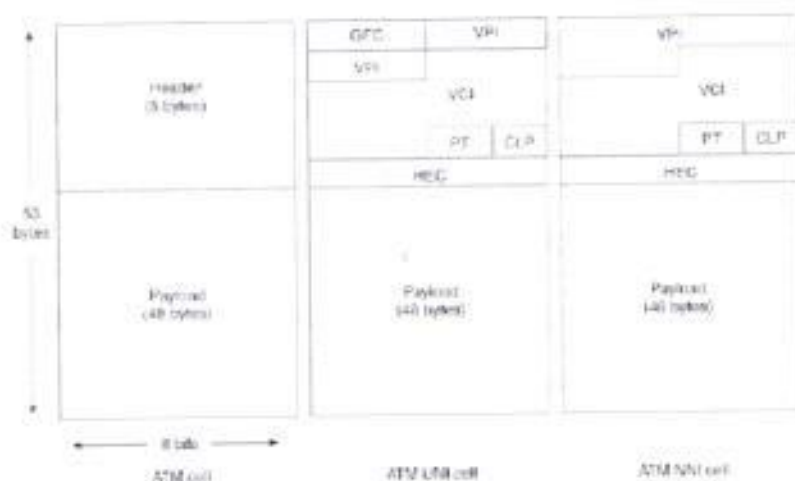 GFC VPI VPI
VPI
Header
(5 bytes)
VCI VCI
PT CLP PT CLP
HEC HEC
53
bytes
Payload
(48 bytes)
Payload
(48 bytes)
Payload
(48 bytes)
8 bits
ATM cell ATM UNI cell ATM NNI cell